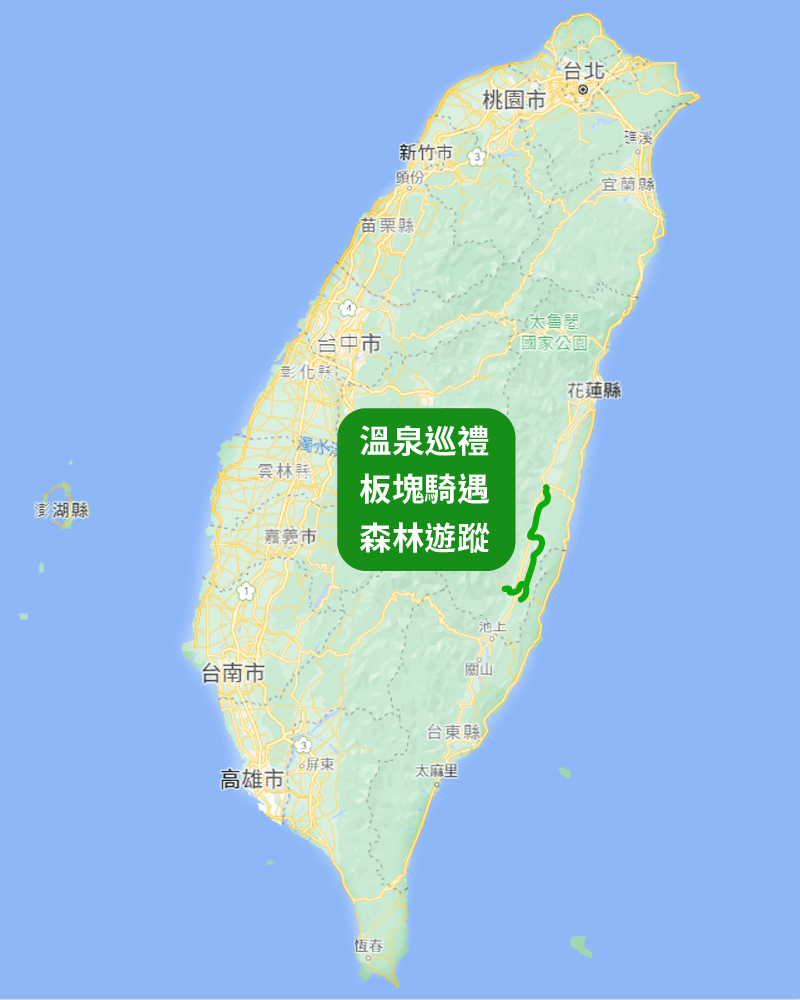 台北
桃園市
礁溪
新竹市
3
頭份
宜蘭縣
苗栗縣
4
太魯閣
國家公園
台中市
彰化縣
花蓮縣
溫泉巡禮
濁水溪
雲林縣
板塊騎遇
澎湖縣
嘉義市
森林遊蹤
1
池上
關山
台南市
台東縣
3
屏東
太麻里
高雄市
恆春